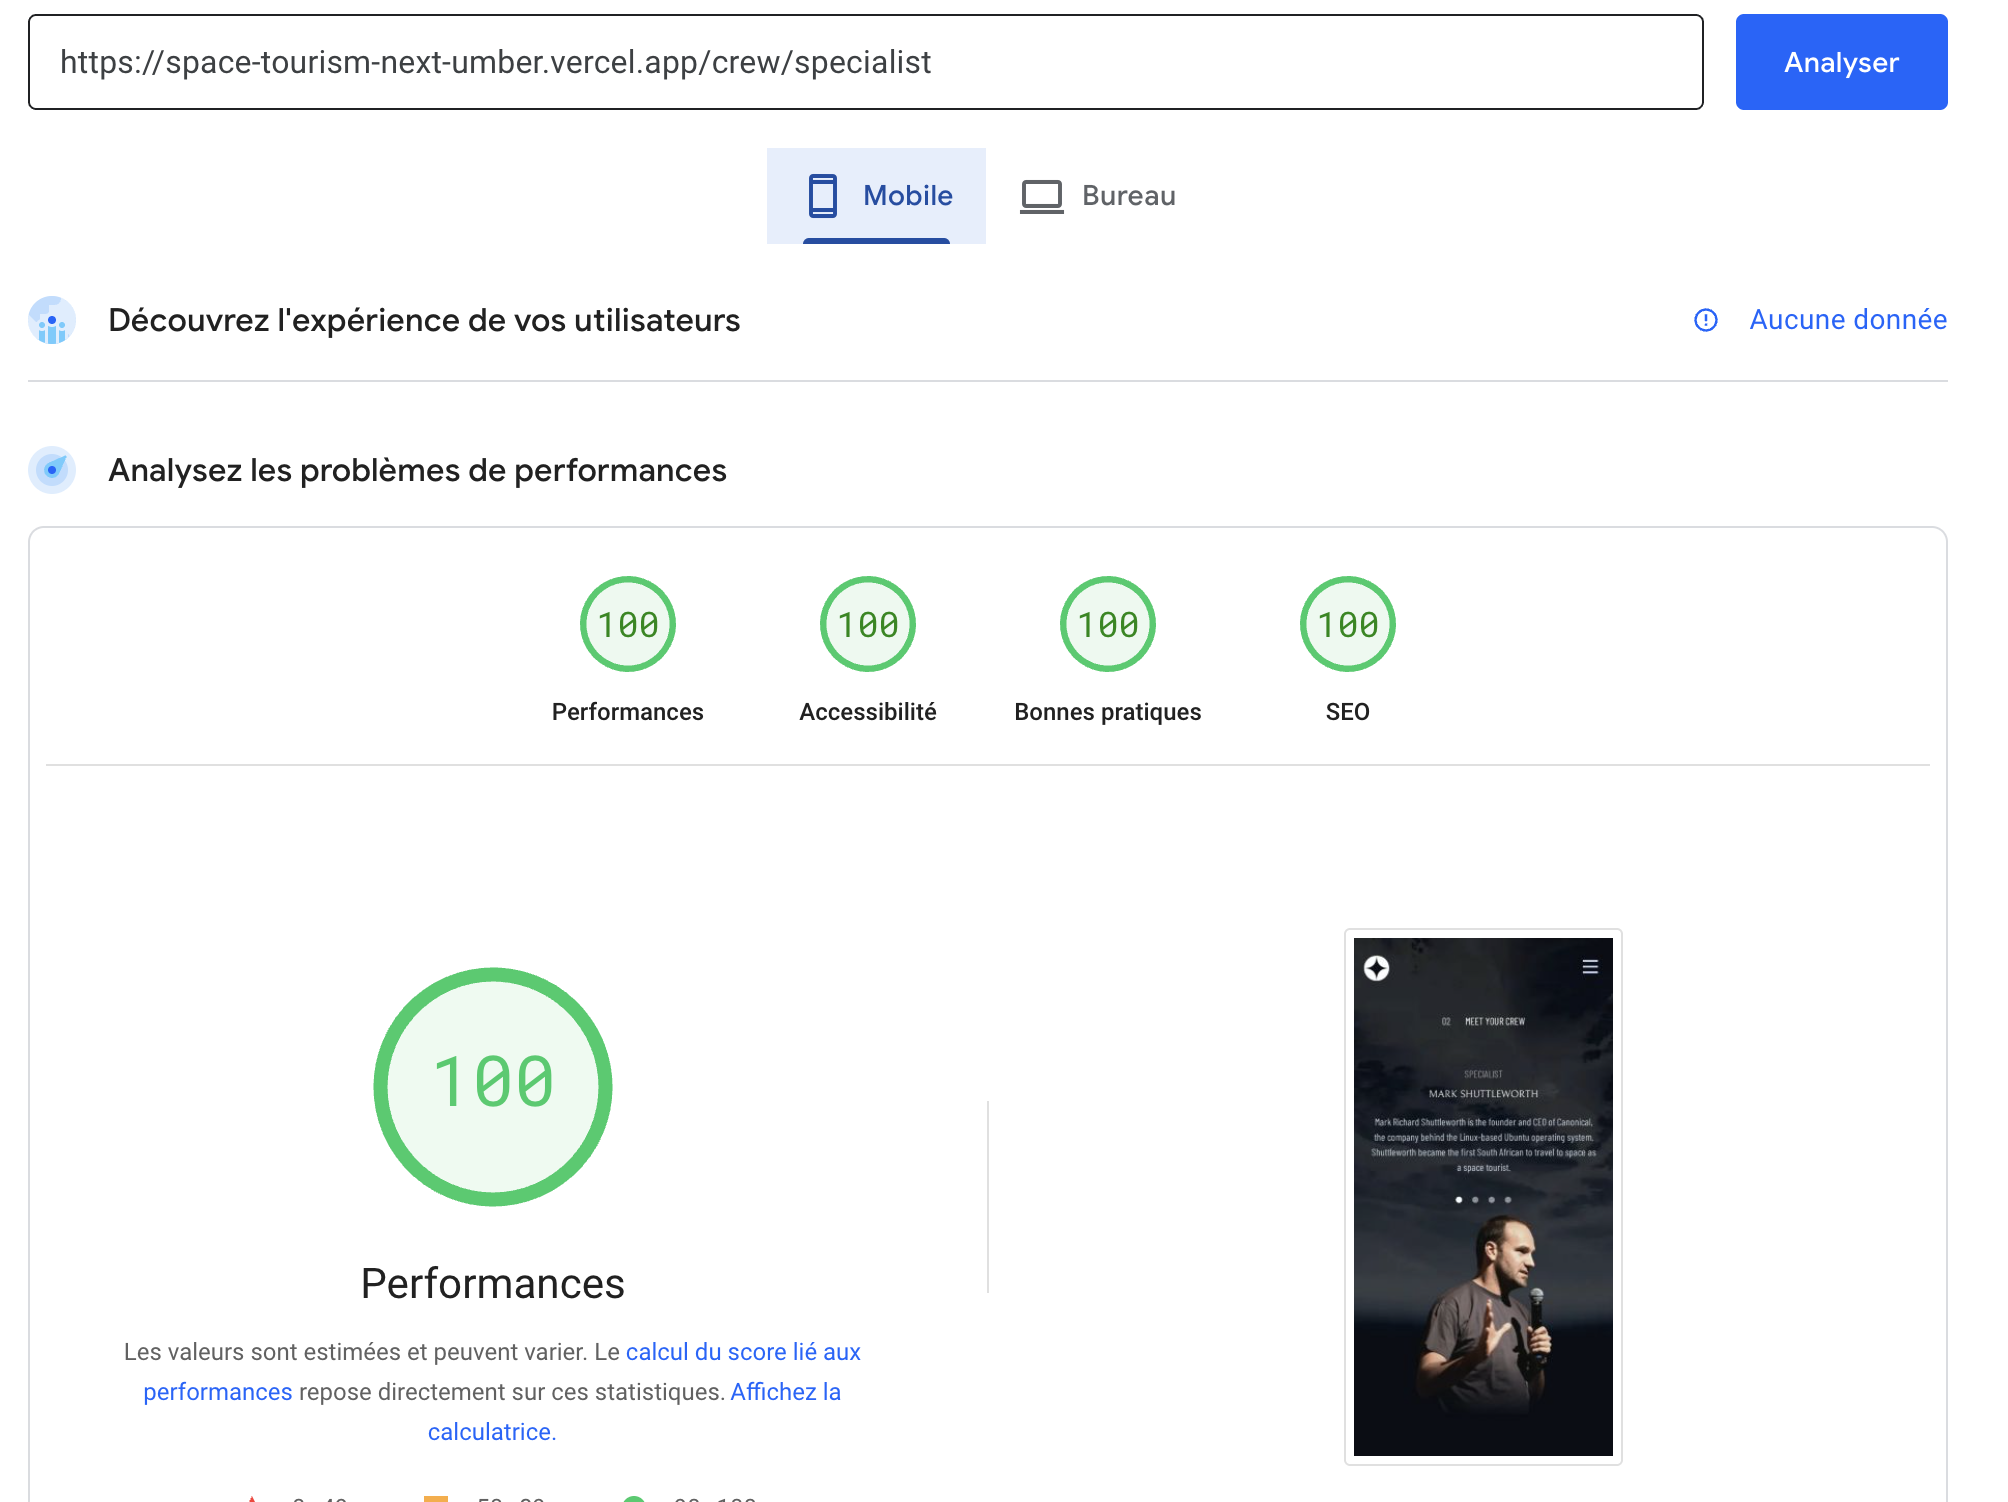 https://space-tourism-next-umber.vercel.app/crew/specialist
Analyser
Mobile
Bureau
Découvrez l'expérience de vos utilisateurs
Aucune donnée
Analysez les problèmes de performances
100
100
100
100
Performances
Accessibilité
Bonnes pratiques
SEO
100
Performances
Les valeurs sont estimées et peuvent varier. Le calcul du score lié aux
performances repose directement sur ces statistiques. Affichez la
calculatrice.
02 MEET YOUR CREW
SPECIALIST
MARK SHUTTLEWORTH
Mark Richard Shuttleworth is the founder and CEO of Canonical,
the company behind the Linux-based Ubuntu operating system.
Shuttleworth became the first South African to travel to space as
a space tourist.